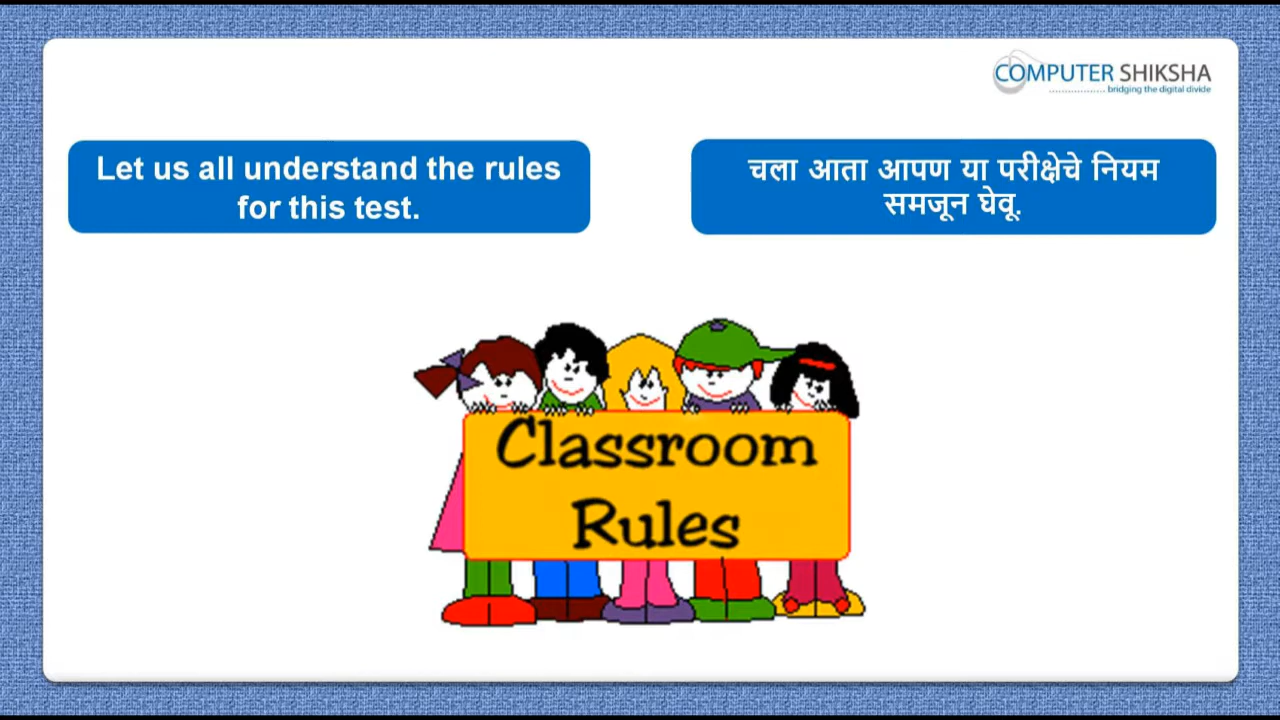 COMPUTER SHIKSHA
bridging the digital divide
Let us all understand the rules
for this test.
चला आता आपण या परीक्षेचे नियम
समजून घेवू.
Classroom
Rules